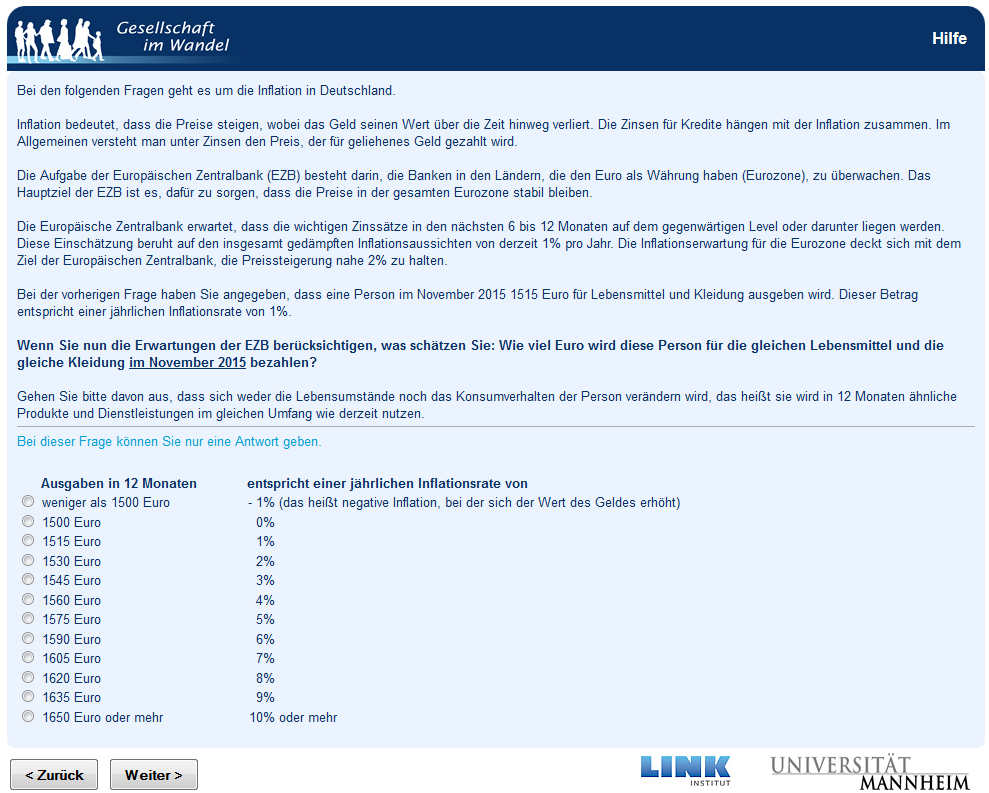 Gesellschaft
im Wandel
Hilfe
Bei den folgenden Fragen geht es um die Inflation in Deutschland.
Inflation bedeutet, dass die Preise steigen, wobei das Geld seinen Wert über die Zeit hinweg verliert. Die Zinsen für Kredite hängen mit der Inflation zusammen. Im
Allgemeinen versteht man unter Zinsen den Preis, der für geliehenes Geld gezahlt wird.
Die Aufgabe der Europäischen Zentralbank (EZB) besteht darin, die Banken in den Ländern, die den Euro als Währung haben (Eurozone), zu überwachen. Das
Hauptziel der EZB ist es, dafür zu sorgen, dass die Preise in der gesamten Eurozone stabil bleiben.
Die Europäische Zentralbank erwartet, dass die wichtigen Zinssätze in den nächsten 6 bis 12 Monaten auf dem gegenwärtigen Level oder darunter liegen werden.
Diese Einschätzung beruht auf den insgesamt gedämpften Inflationsaussichten von derzeit 1% pro Jahr. Die Inflationserwartung für die Eurozone deckt sich mit dem
Ziel der Europäischen Zentralbank, die Preissteigerung nahe 2% zu halten.
Bei der vorherigen Frage haben Sie angegeben, dass eine Person im November 2015 1515 Euro für Lebensmittel und Kleidung ausgeben wird. Dieser Betrag
entspricht einer jährlichen Inflationsrate von 1%.
Wenn Sie nun die Erwartungen der EZB berücksichtigen, was schätzen Sie: Wie viel Euro wird diese Person für die gleichen Lebensmittel und die
gleiche Kleidung im November 2015 bezahlen?
Gehen Sie bitte davon aus, dass sich weder die Lebensumstände noch das Konsumverhalten der Person verändern wird, das heißt sie wird in 12 Monaten ähnliche
Produkte und Dienstleistungen im gleichen Umfang wie derzeit nutzen.
Bei dieser Frage können Sie nur eine Antwort geben.
Ausgaben in 12 Monaten entspricht einer jährlichen Inflationsrate von
weniger als 1500 Euro - 1% (das heißt negative Inflation, bei der sich der Wert des Geldes erhöht)
1500 Euro 0%
1515 Euro 1%
1530 Euro 2%
1545 Euro 3%
1560 Euro 4%
1575 Euro 5%
1590 Euro 6%
1605 Euro 7%
1620 Euro 8%
1635 Euro 9%
1650 Euro oder mehr 10% oder mehr
< Zurück Weiter >
LINK
INSTITUT
UNIVERSITÄT
MANNHEIM